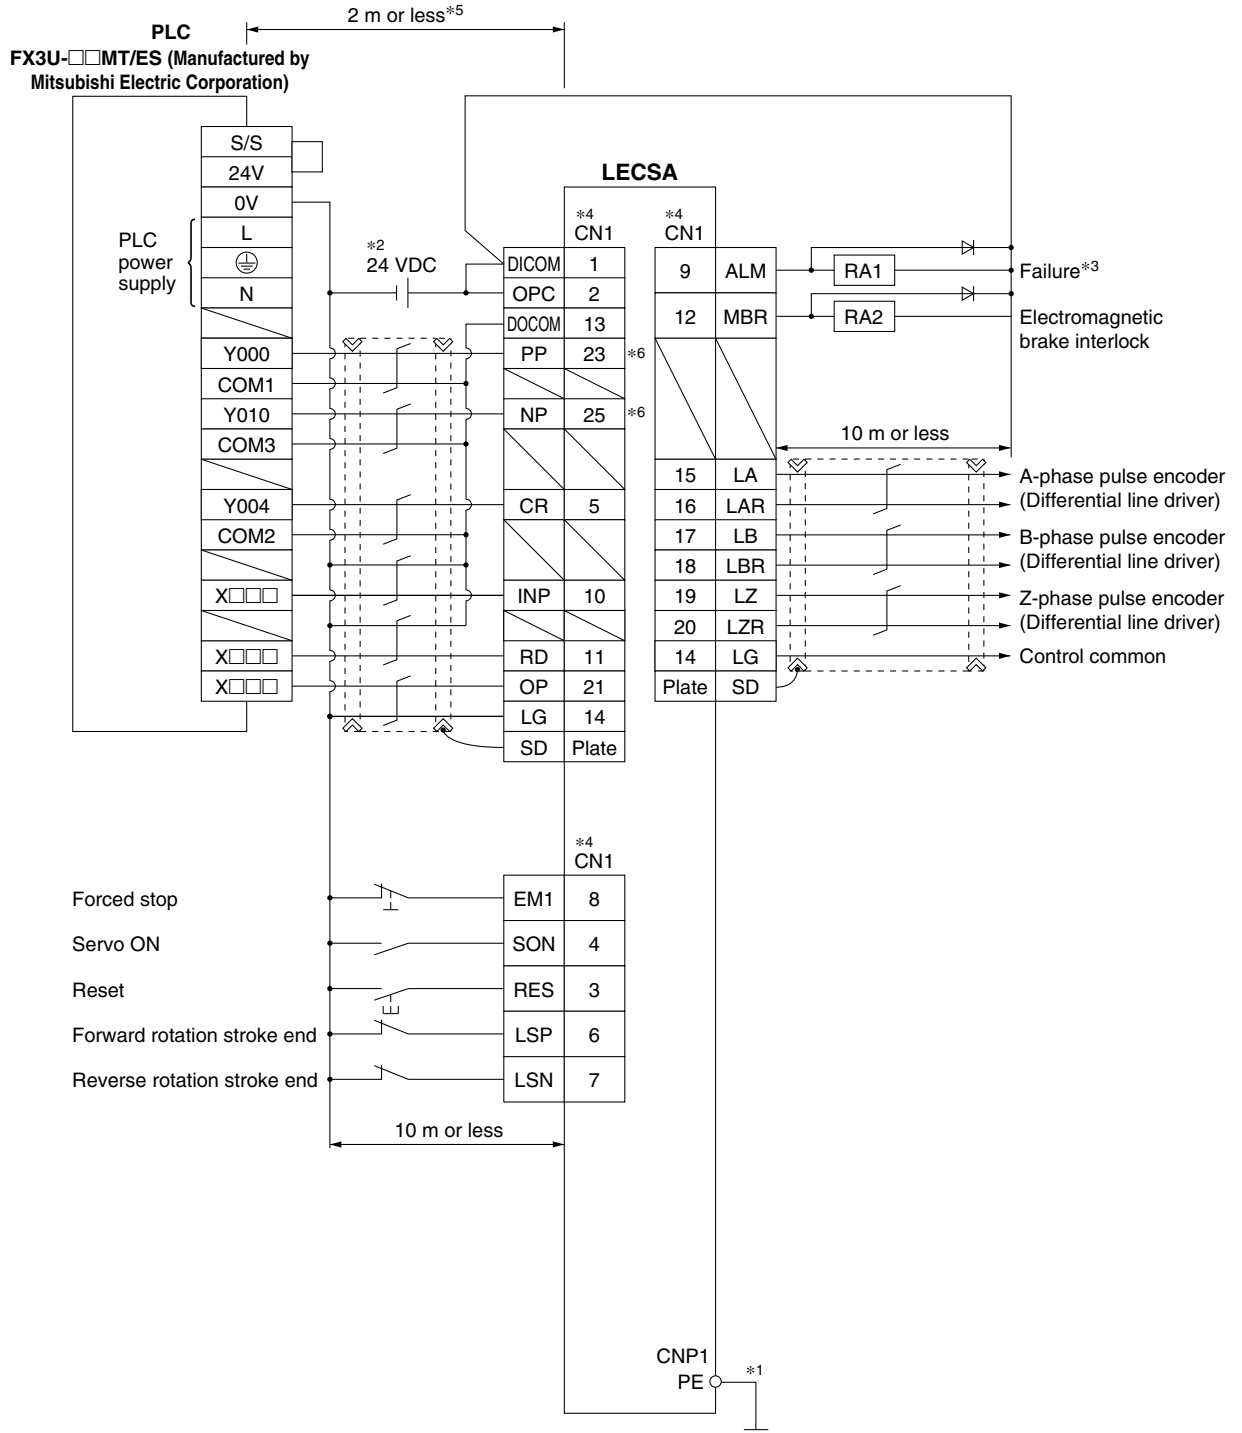 2 m or less*5
PLC
FX3U-□□MT/ES (Manufactured by
Mitsubishi Electric Corporation)
S/S
24V
0V
L
N
PLC
power
supply
Y000
COM1
Y010
COM3
Y004
COM2
X□□□
X□□□
X□□□
*2
24 VDC
LECSA
*4
CN1
DICOM 1
OPC 2
DOCOM 13
PP 23 *6
NP 25 *6
CR 5
INP 10
RD 11
OP 21
LG 14
SD Plate
*4
CN1
9 ALM
12 MBR
15 LA
16 LAR
17 LB
18 LBR
19 LZ
20 LZR
14 LG
Plate SD
RA1
Failure*3
RA2
Electromagnetic
brake interlock
10 m or less
A-phase pulse encoder
(Differential line driver)
B-phase pulse encoder
(Differential line driver)
Z-phase pulse encoder
(Differential line driver)
Control common
*4
CN1
Forced stop
EM1 8
Servo ON
SON 4
Reset
RES 3
Forward rotation stroke end
LSP 6
Reverse rotation stroke end
LSN 7
10 m or less
CNP1
PE
*1